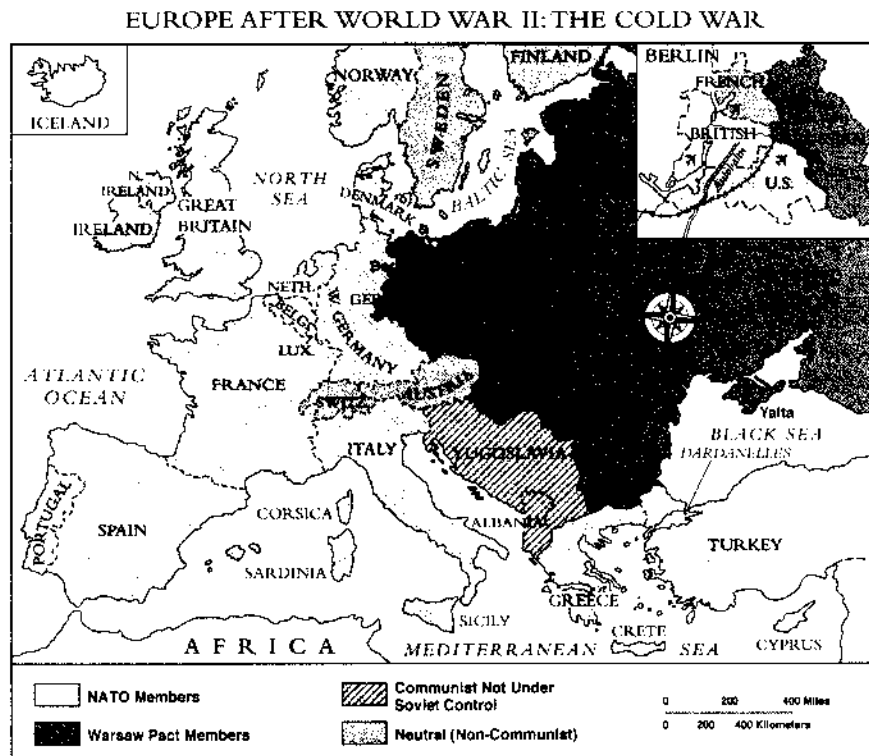 EUROPE AFTER WORLD WAR II: THE COLD WAR
ICELAND
NORWAY
SWEDEN
FINLAND
BERLIN
FRENCH
BRITISH
U.S.
N.
IRELAND
IRELAND
GREAT
BRITAIN
NORTH
SEA
DENMARK
BALTIC SEA
NETH.
BELG.
LUX.
W. GERMANY
GER
ATLANTIC
OCEAN
FRANCE
SWITZ.
AUSTRIA
ITALY
YUGOSLAVIA
ALBANIA
Yalta
BLACK SEA
DARDANELLES
PORTUGAL
SPAIN
CORSICA
SARDINIA
SICILY
GREECE
CRETE
TURKEY
CYPRUS
AFRICA
MEDITERRANEAN SEA
NATO Members
Warsaw Pact Members
Communist Not Under
Soviet Control
Neutral (Non-Communist)
0 200 400 Miles
0 200 400 Kilometers